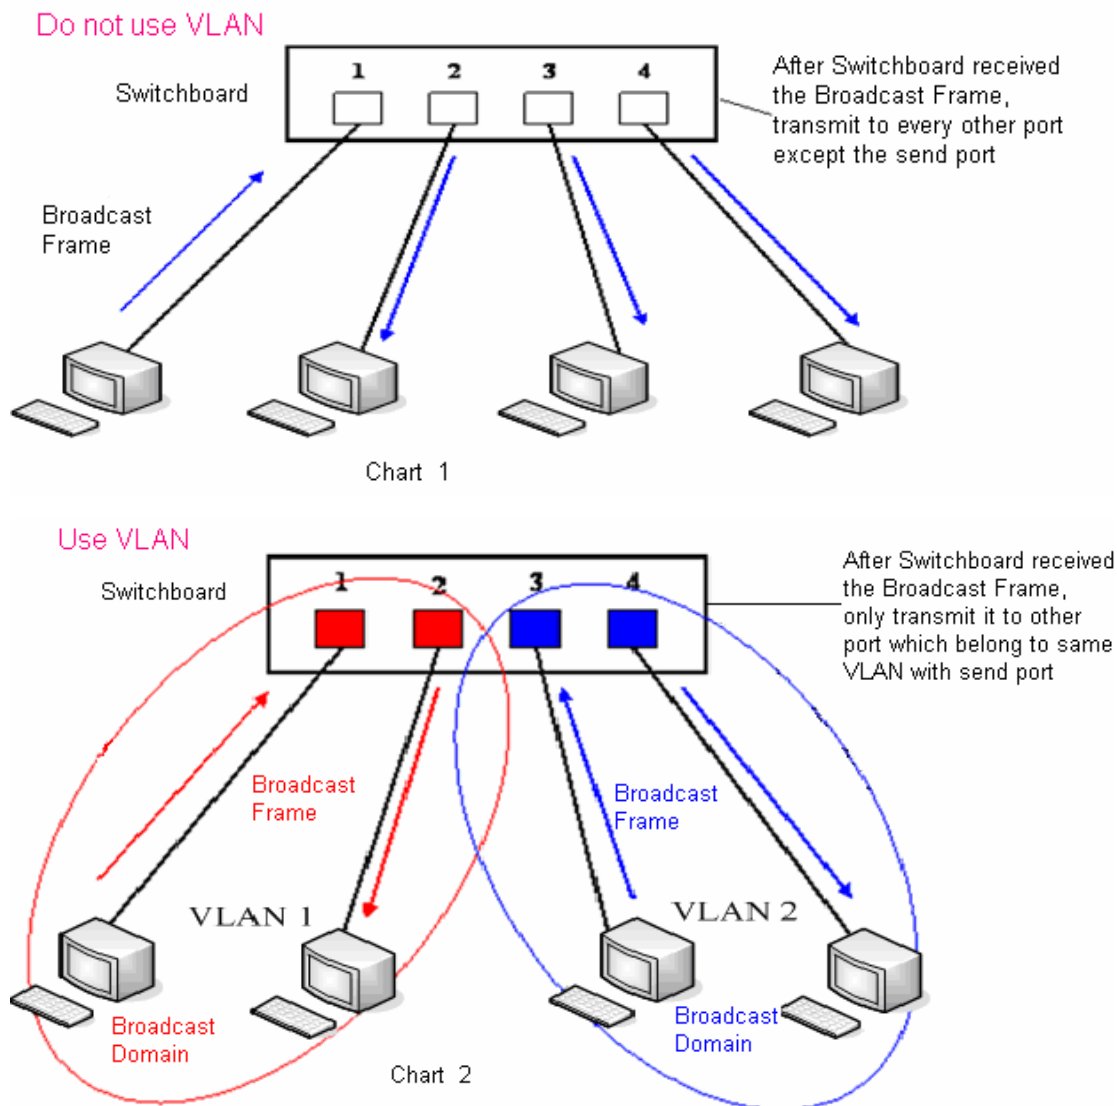 Do not use VLAN
Switchboard
1 2 3 4
After Switchboard received
the Broadcast Frame,
transmit to every other port
except the send port
Broadcast
Frame
Chart 1
Use VLAN
Switchboard
1 2 3 4
After Switchboard received
the Broadcast Frame,
only transmit it to other
port which belong to same
VLAN with send port
Broadcast
Frame
Broadcast
Frame
VLAN 1
VLAN 2
Broadcast
Domain
Broadcast
Domain
Chart 2